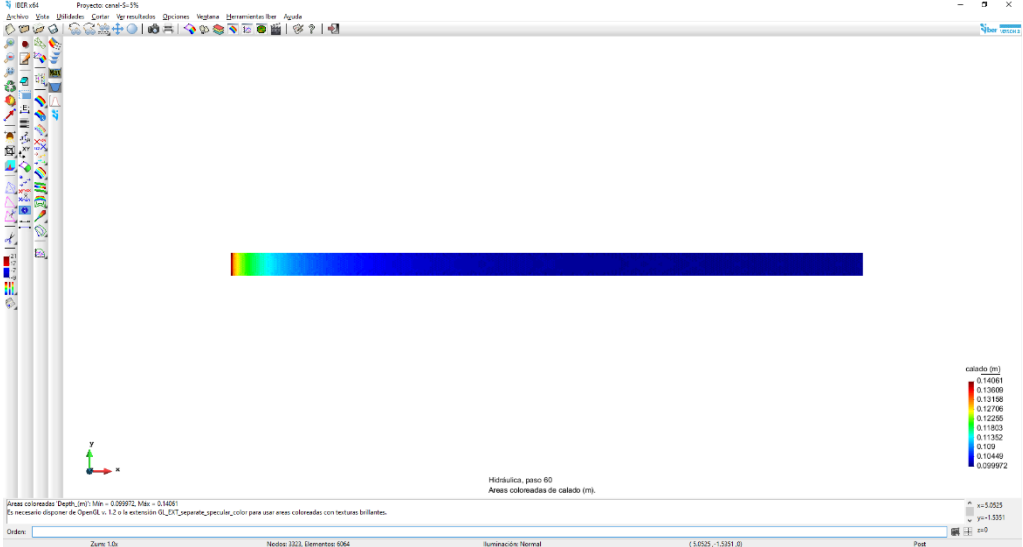 IBER x64 Proyecto: canal-S=5%
Archivo Vista Utilidades Cortar Ver resultados Opciones Ventana Herramientas Iber Ayuda
Iber
MAX
E
XY
calado (m)
0.14061
0.13609
0.13158
0.12706
0.12255
0.11803
0.11352
0.109
0.10449
0.099972
y
x
Hidráulica, paso 60
Areas coloreadas de calado (m).
Areas coloreadas 'Depth_(m)': Mín = 0.099972, Máx = 0.14061
Es necesario disponer de OpenGL v. 1.2 o la extensión GL_EXT_separate_specular_color para usar areas coloreadas con texturas brillantes.
x=5.0525
y=-1.5351
z=0
Orden:
Zum: 1.0x Nodos: 3323, Elementos: 6064 Iluminación: Normal ( 5.0525 ,-1.5351 ,0) Post